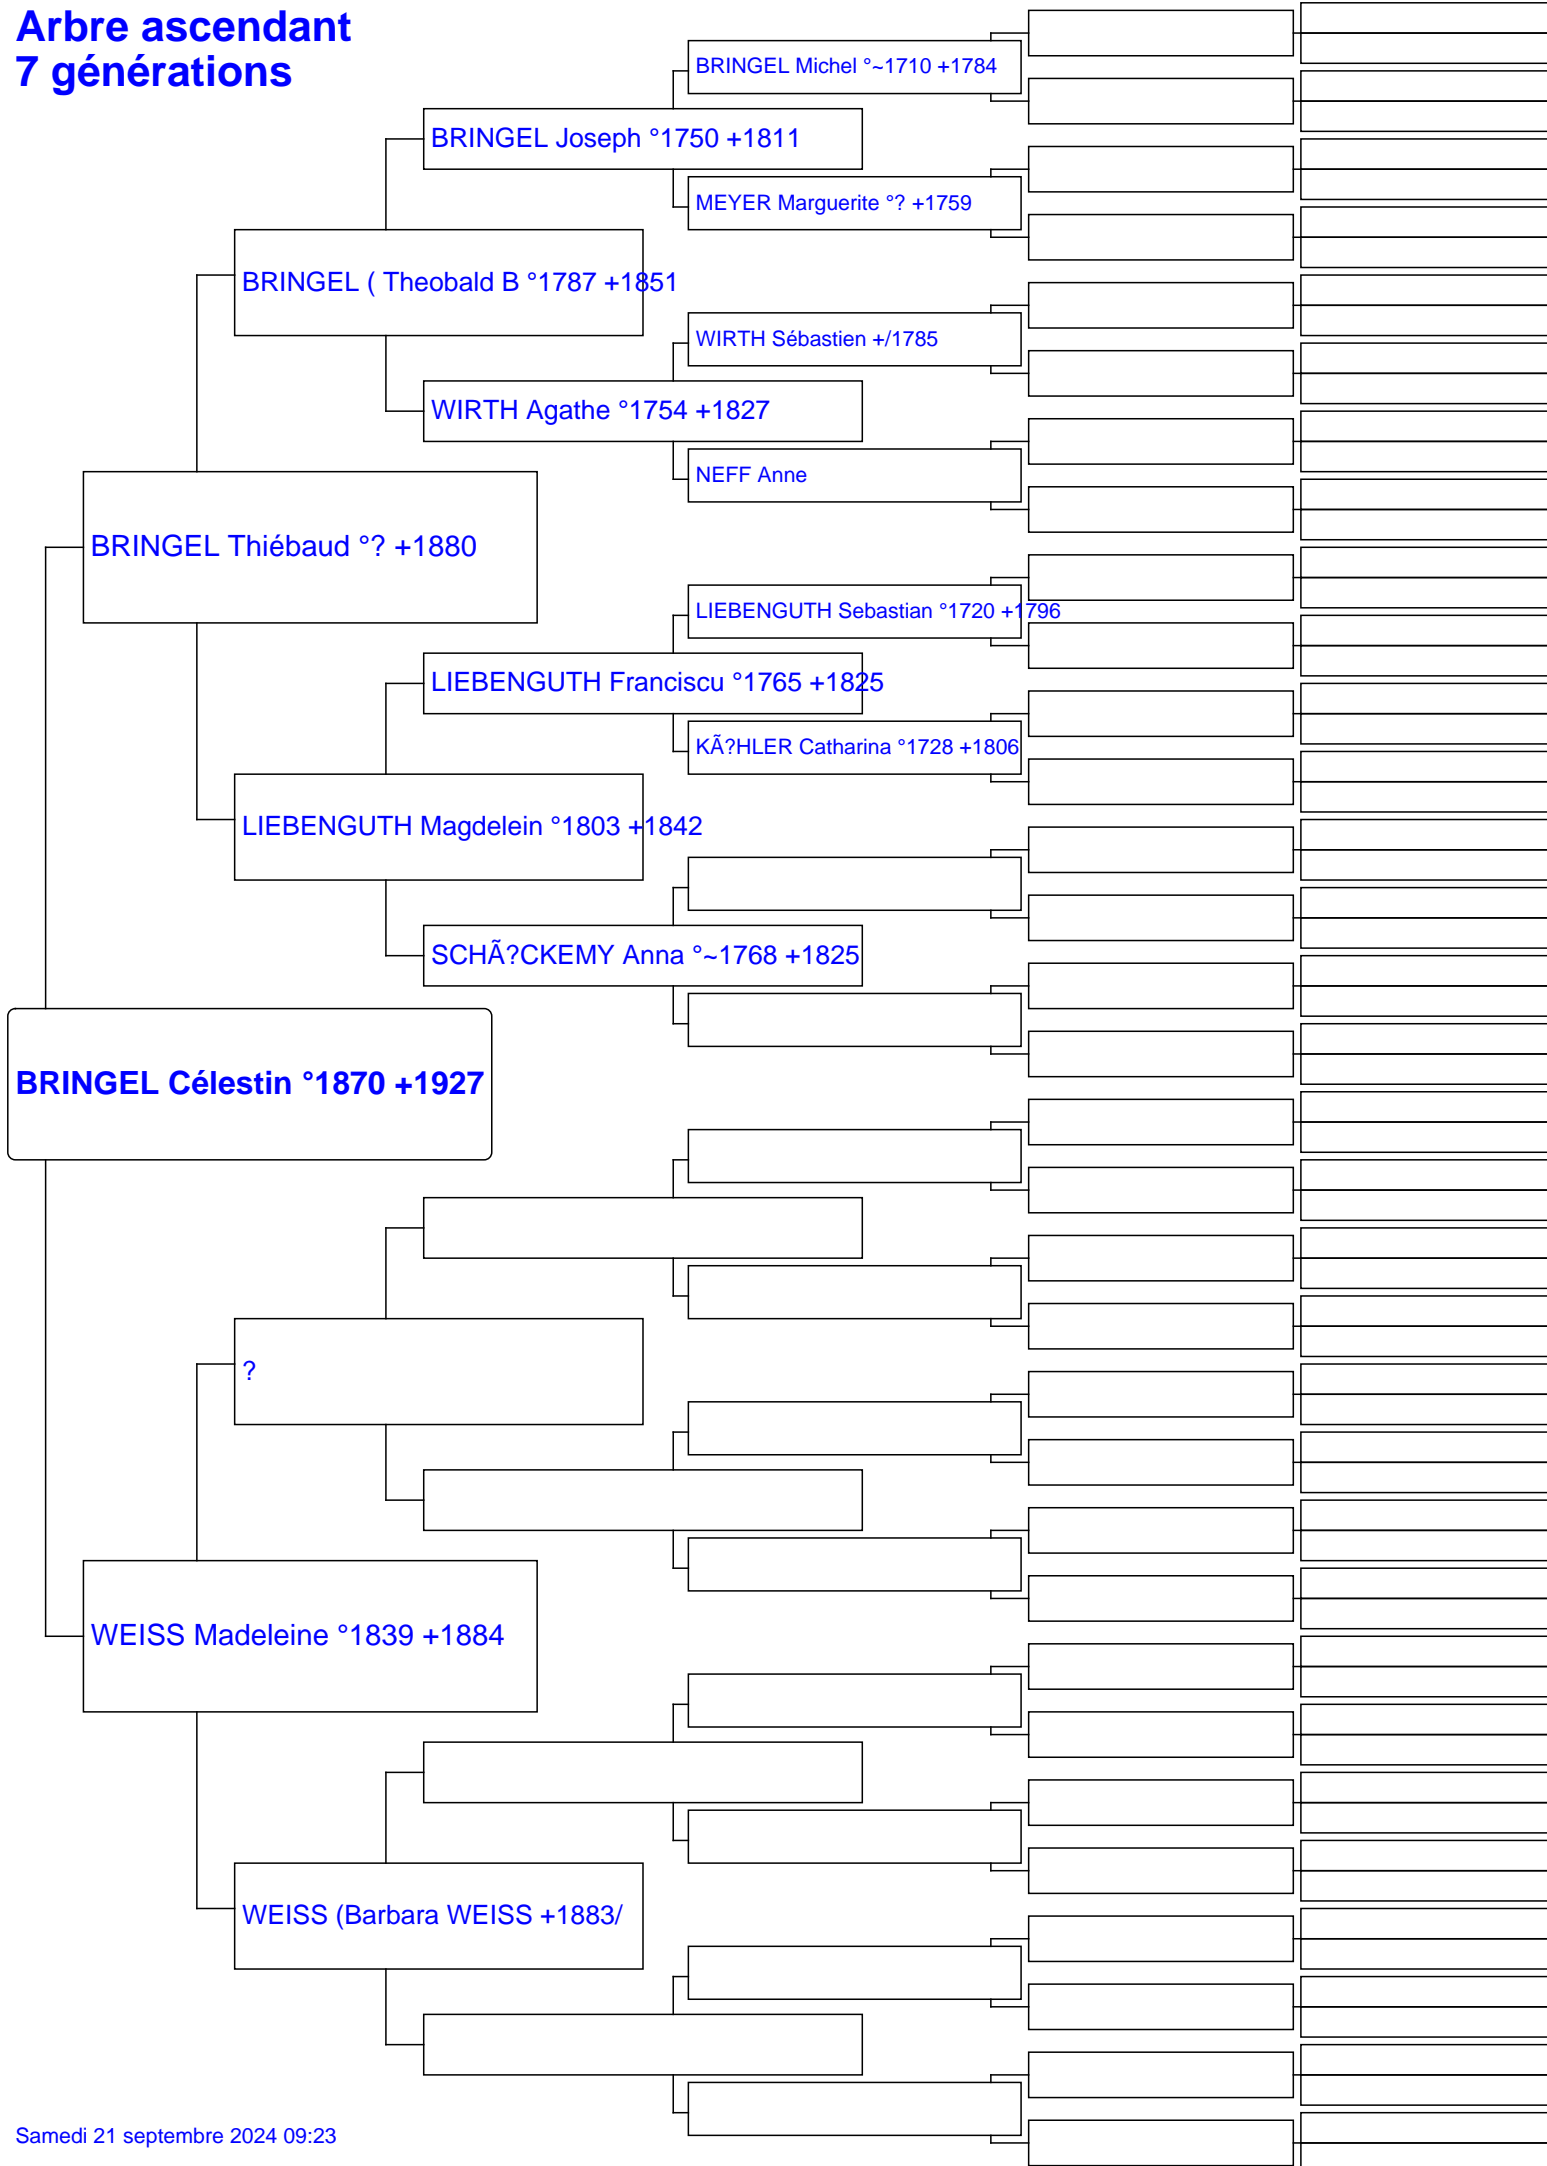 Arbre ascendant
7 générations
BRINGEL Michel °~1710 +1784
BRINGEL Joseph °1750 +1811
MEYER Marguerite °? +1759
BRINGEL ( Theobald B °1787 +1851
WIRTH Sébastien +/1785
WIRTH Agathe °1754 +1827
NEFF Anne
BRINGEL Thiébaud °? +1880
LIEBENGUTH Sebastian °1720 +1796
LIEBENGUTH Franciscu °1765 +1825
KÃ?HLER Catharina °1728 +1806
LIEBENGUTH Magdelein °1803 +1842
SCHÃ?CKEMY Anna °~1768 +1825
BRINGEL Célestin °1870 +1927
?
WEISS Madeleine °1839 +1884
WEISS (Barbara WEISS +1883/
Samedi 21 septembre 2024 09:23